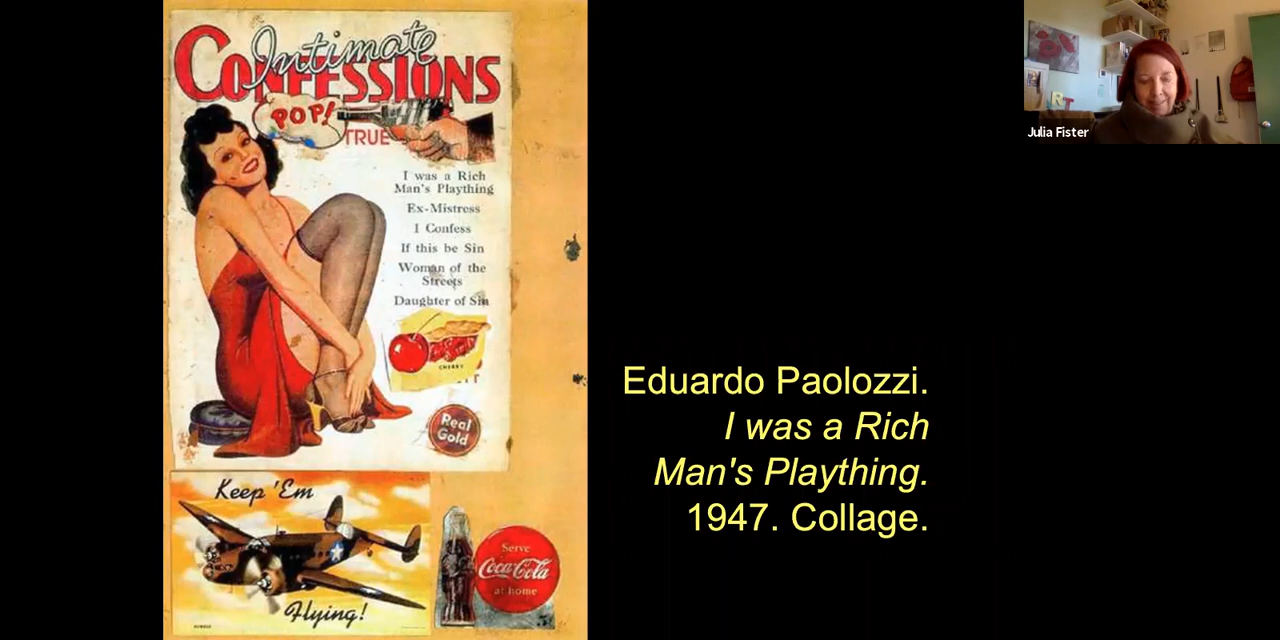 Intimate
CONFESSIONS
POP!
TRUE
I was a Rich
Man's Plaything
Ex-Mistress
I Confess
If this be Sin
Woman of the
Streets
Daughter of Sin
CHERRY
Real
Gold
Keep 'Em
Flying!
Serve
Coca-Cola
at home
Eduardo Paolozzi.
I was a Rich
Man's Plaything.
1947. Collage.
RT
Julia Fister